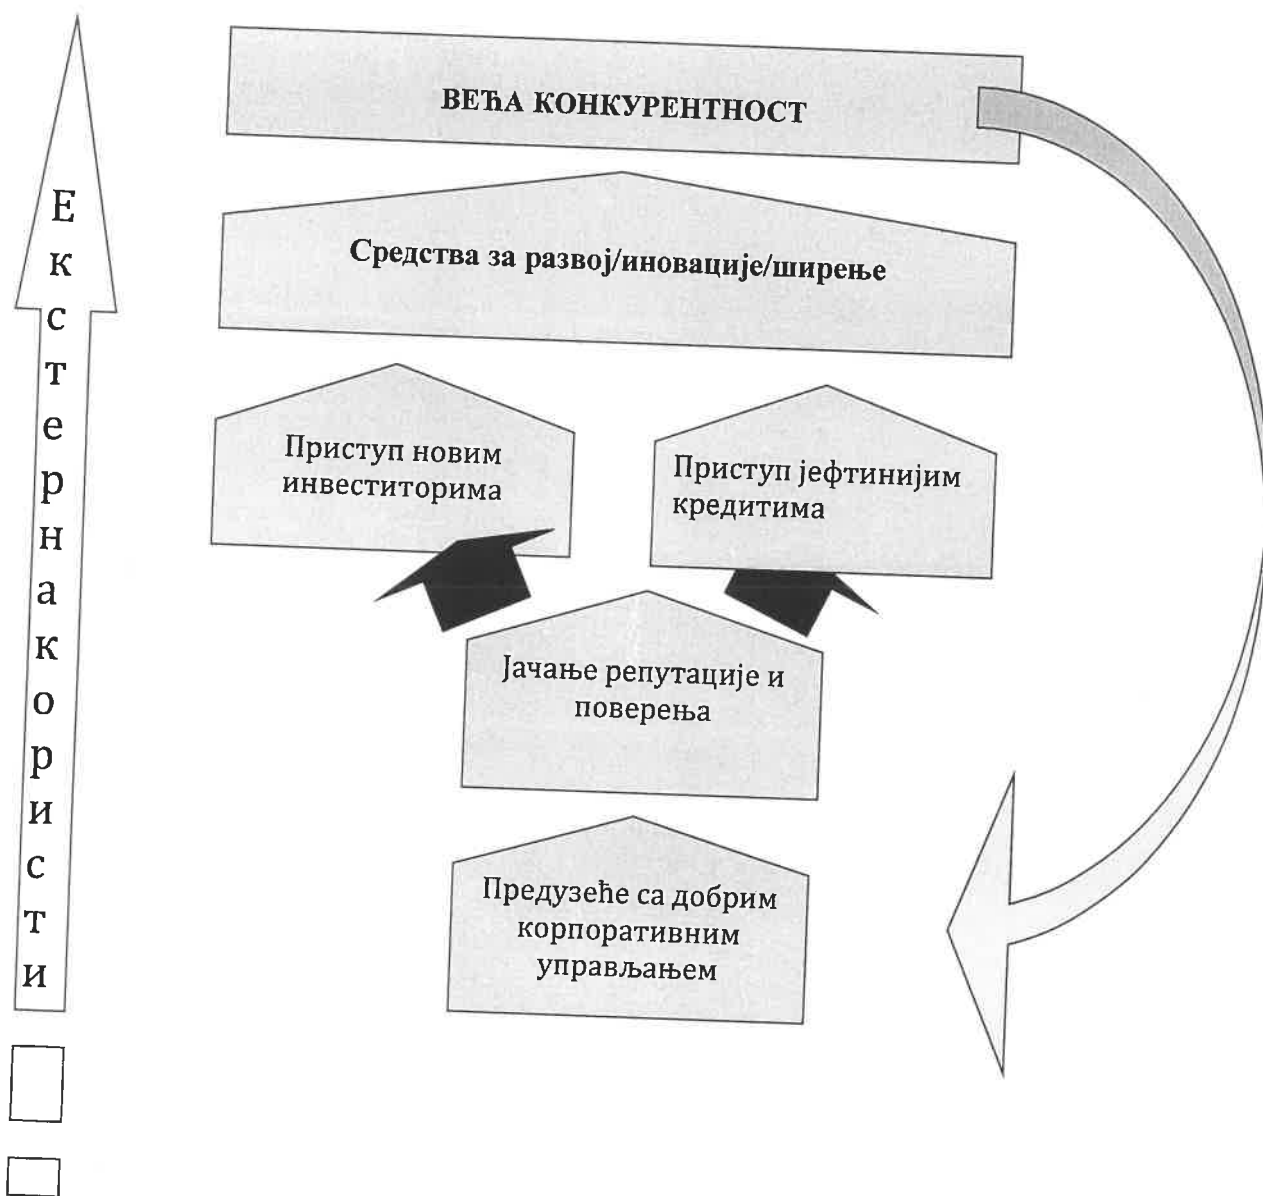 ВЕЋА КОНКУРЕНТНОСТ
Средства за развој/иновације/ширење
Приступ новим
инвеститорима
Приступ јефтинијим
кредитима
Јачање репутације и
поверења
Предузеће са добрим
корпоративним
управљањем
Е
к
с
т
е
р
н
а
к
о
р
и
с
т
и